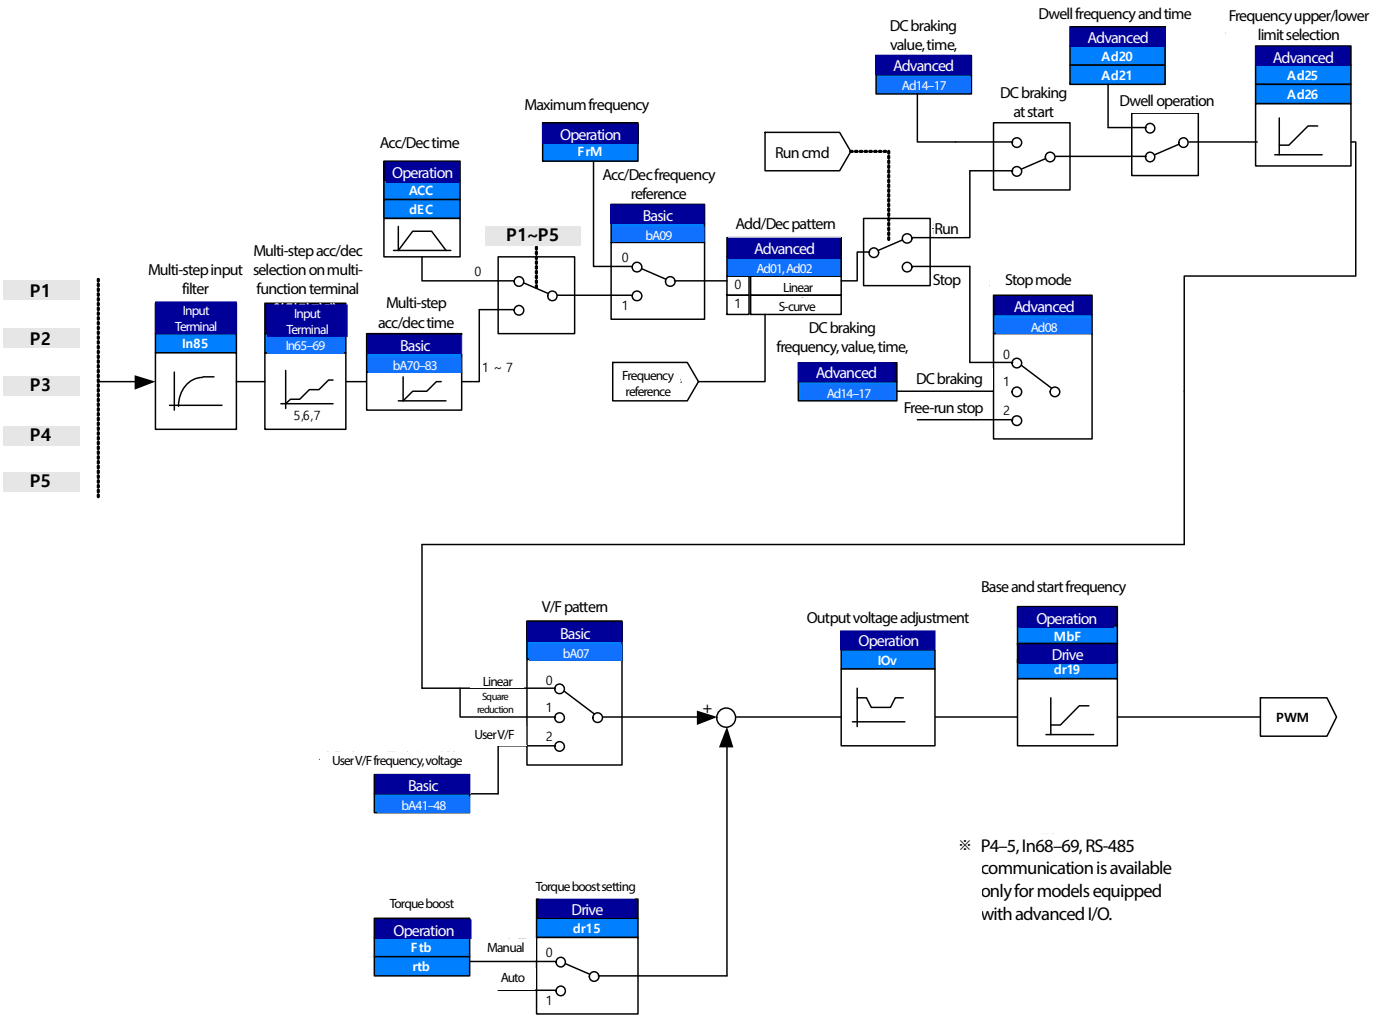 DC braking
value, time,
Advanced
Ad14–17
Dwell frequency and time
Advanced
Ad20
Ad21
Frequency upper/lower
limit selection
Advanced
Ad25
Ad26
DC braking
at start
Dwell operation
Maximum frequency
Operation
FrM
Run cmd
Acc/Dec time
Operation
ACC
dEC
Acc/Dec frequency
reference
Basic
bA09
0
1
Add/Dec pattern
Advanced
Ad01, Ad02
0 Linear
1 S-curve
Run
Stop
P1~P5
0
1 ~ 7
Multi-step acc/dec
selection on multi-
function terminal
Input
Terminal
In65–69
5,6,7
Multi-step input
filter
Input
Terminal
In85
Multi-step
acc/dec time
Basic
bA70–83
P1
P2
P3
P4
P5
Stop mode
Advanced
Ad08
0
1
2
DC braking
frequency, value, time,
Advanced
Ad14–17
DC braking
Free-run stop
Frequency
reference
V/F pattern
Basic
bA07
Linear
0
Square
reduction
1
User V/F
2
User V/F frequency, voltage
Basic
bA41–48
+
Output voltage adjustment
Operation
IOv
Base and start frequency
Operation
MbF
Drive
dr19
PWM
※ P4–5, In68–69, RS-485
communication is available
only for models equipped
with advanced I/O.
Torque boost
Operation
Ftb
rtb
Torque boost setting
Drive
dr15
Manual
0
Auto
1